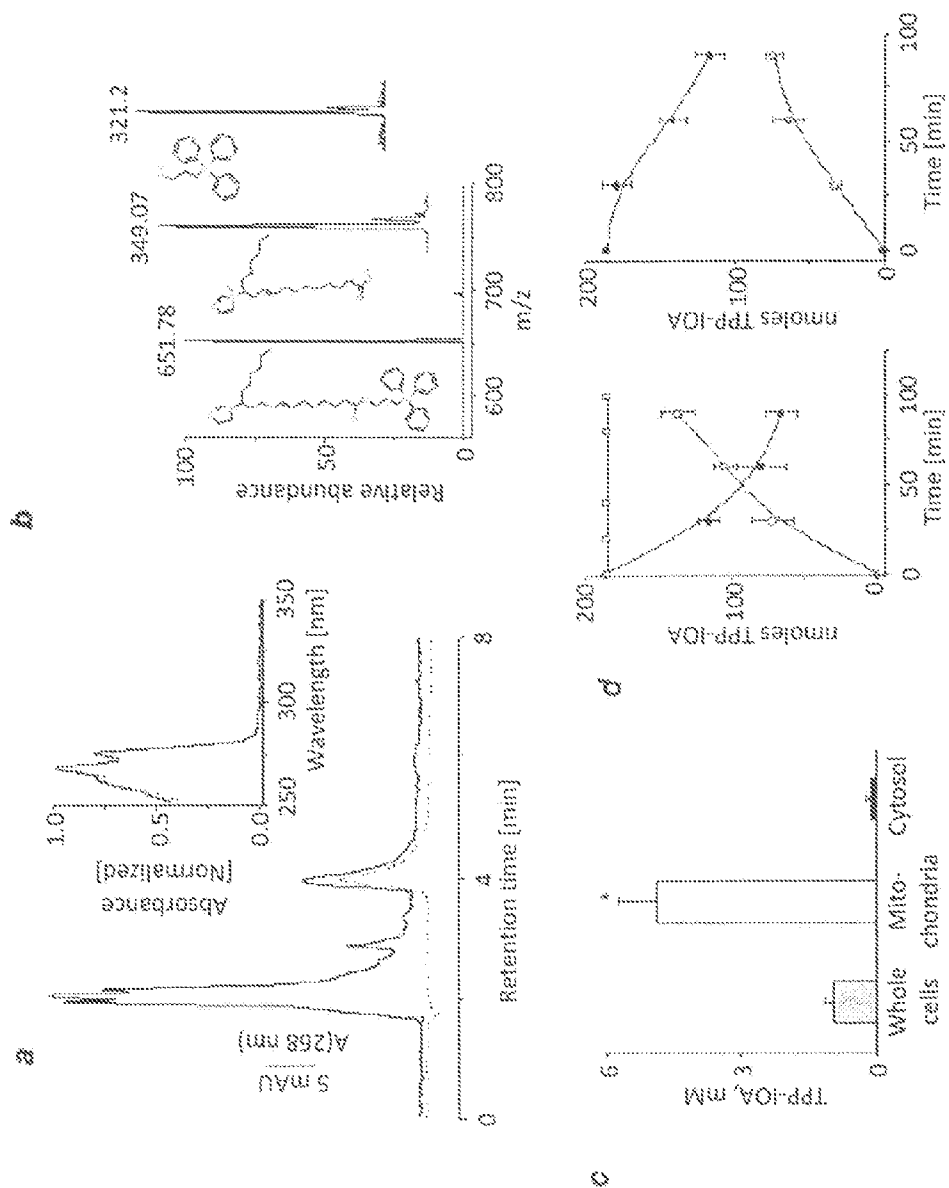 a
5 mAU
A(268 nm)
0
4
8
Retention time [min]
Absorbance
[Normalized]
1.0
0.5
0.0
250
300
350
Wavelength [nm]
b
Relative abundance
100
50
0
600
700
800
m/z
651.78
349.07
321.2
c
TPP-IOA, mM
6
3
0
Whole
cells
Mito-
chondria
Cytosol
*
d
nmoles TPP-IOA
200
100
0
0
50
100
Time [min]
nmoles TPP-IOA
200
100
0
0
50
100
Time [min]